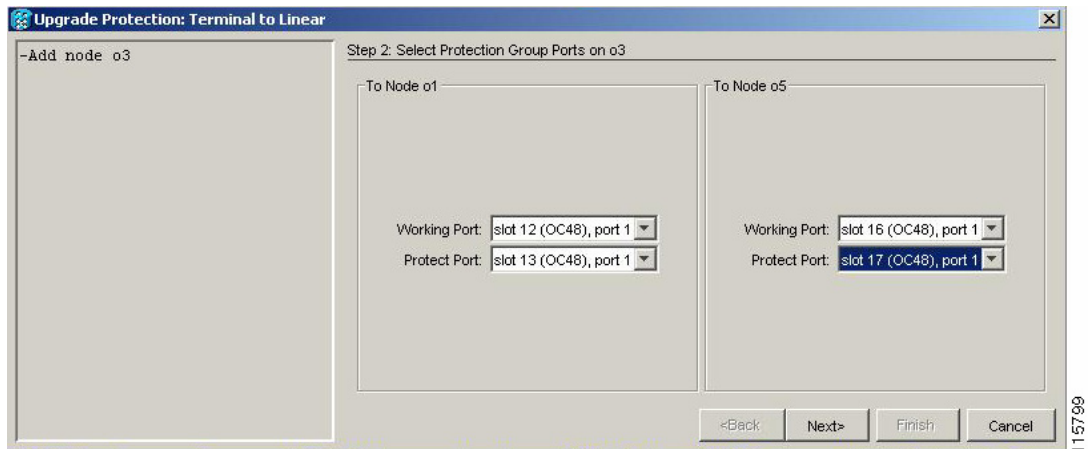 Upgrade Protection: Terminal to Linear
-Add node o3
Step 2: Select Protection Group Ports on o3
To Node o1
Working Port: slot 12 (OC48), port 1
Protect Port: slot 13 (OC48), port 1
To Node o5
Working Port: slot 16 (OC48), port 1
Protect Port: slot 17 (OC48), port 1
<Back
Next>
Finish
Cancel
115799